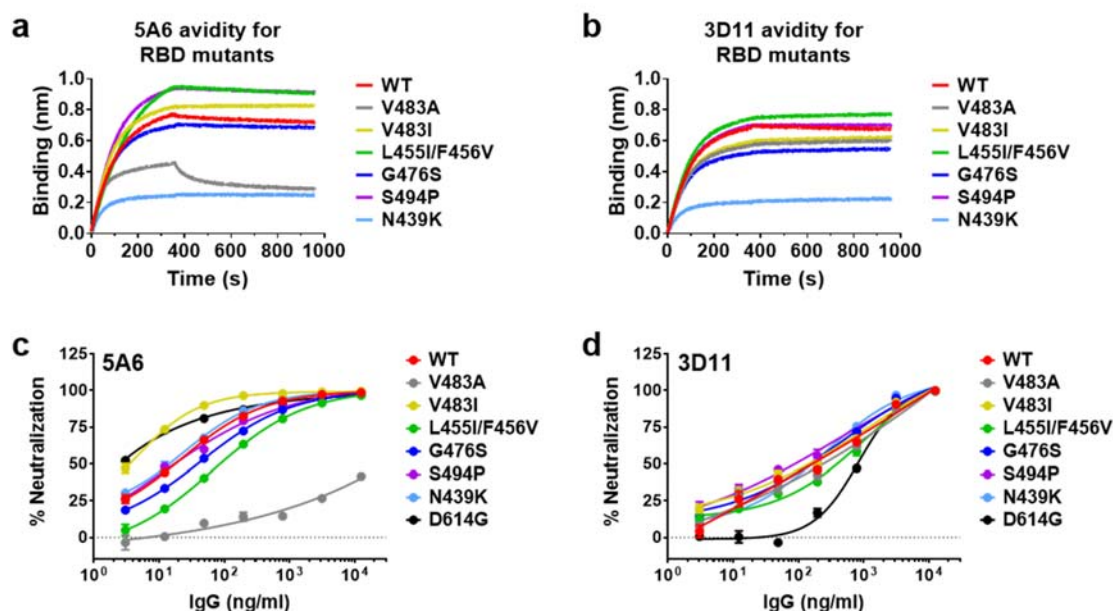 a
5A6 avidity for
RBD mutants
Binding (nm)
1.0
0.8
0.6
0.4
0.2
0.0
0 200 400 600 800 1000
Time (s)
WT
V483A
V483I
L455I/F456V
G476S
S494P
N439K
b
3D11 avidity for
RBD mutants
Binding (nm)
1.0
0.8
0.6
0.4
0.2
0.0
0 200 400 600 800 1000
Time (s)
WT
V483A
V483I
L455I/F456V
G476S
S494P
N439K
c
5A6
% Neutralization
125
100
75
50
25
0
10⁰ 10¹ 10² 10³ 10⁴
IgG (ng/ml)
WT
V483A
V483I
L455I/F456V
G476S
S494P
N439K
D614G
d
3D11
% Neutralization
125
100
75
50
25
0
10⁰ 10¹ 10² 10³ 10⁴
IgG (ng/ml)
WT
V483A
V483I
L455I/F456V
G476S
S494P
N439K
D614G